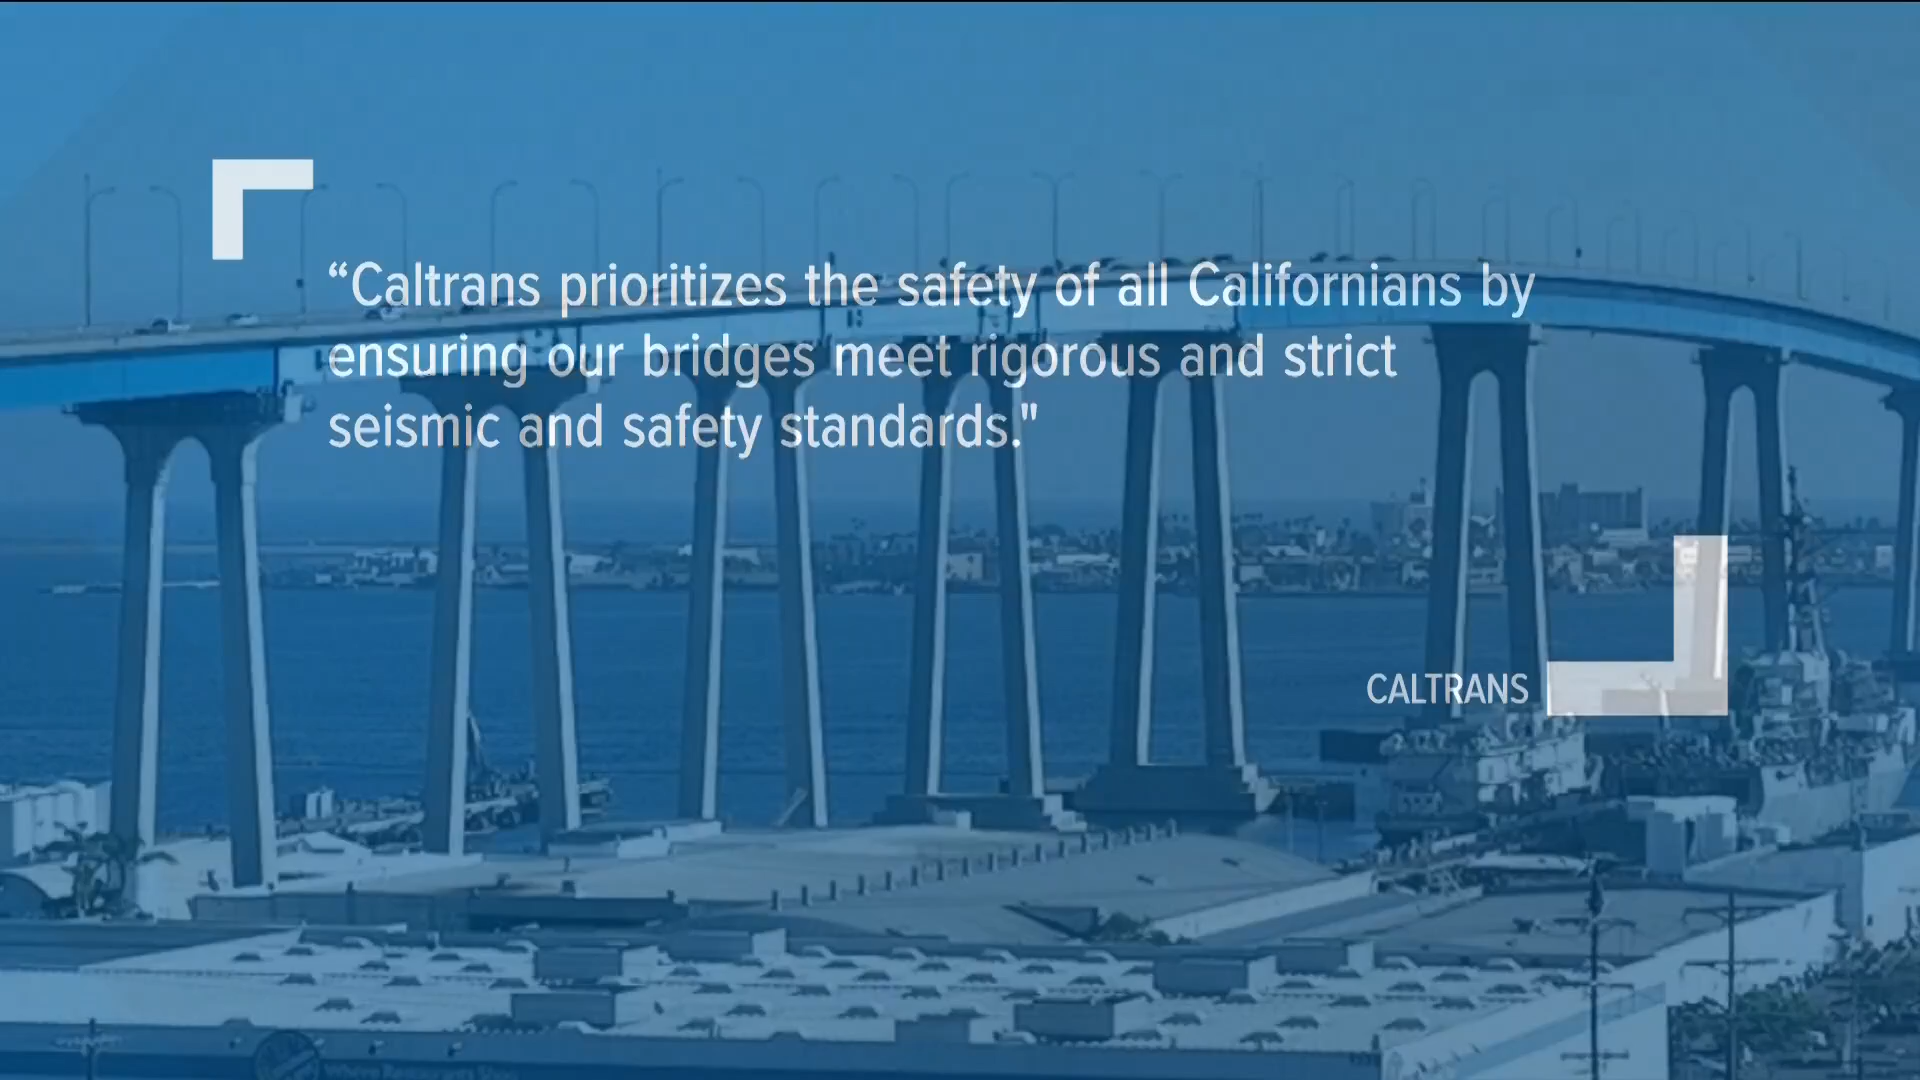 “Caltrans prioritizes the safety of all Californians by
ensuring our bridges meet rigorous and strict
seismic and safety standards."
CALTRANS